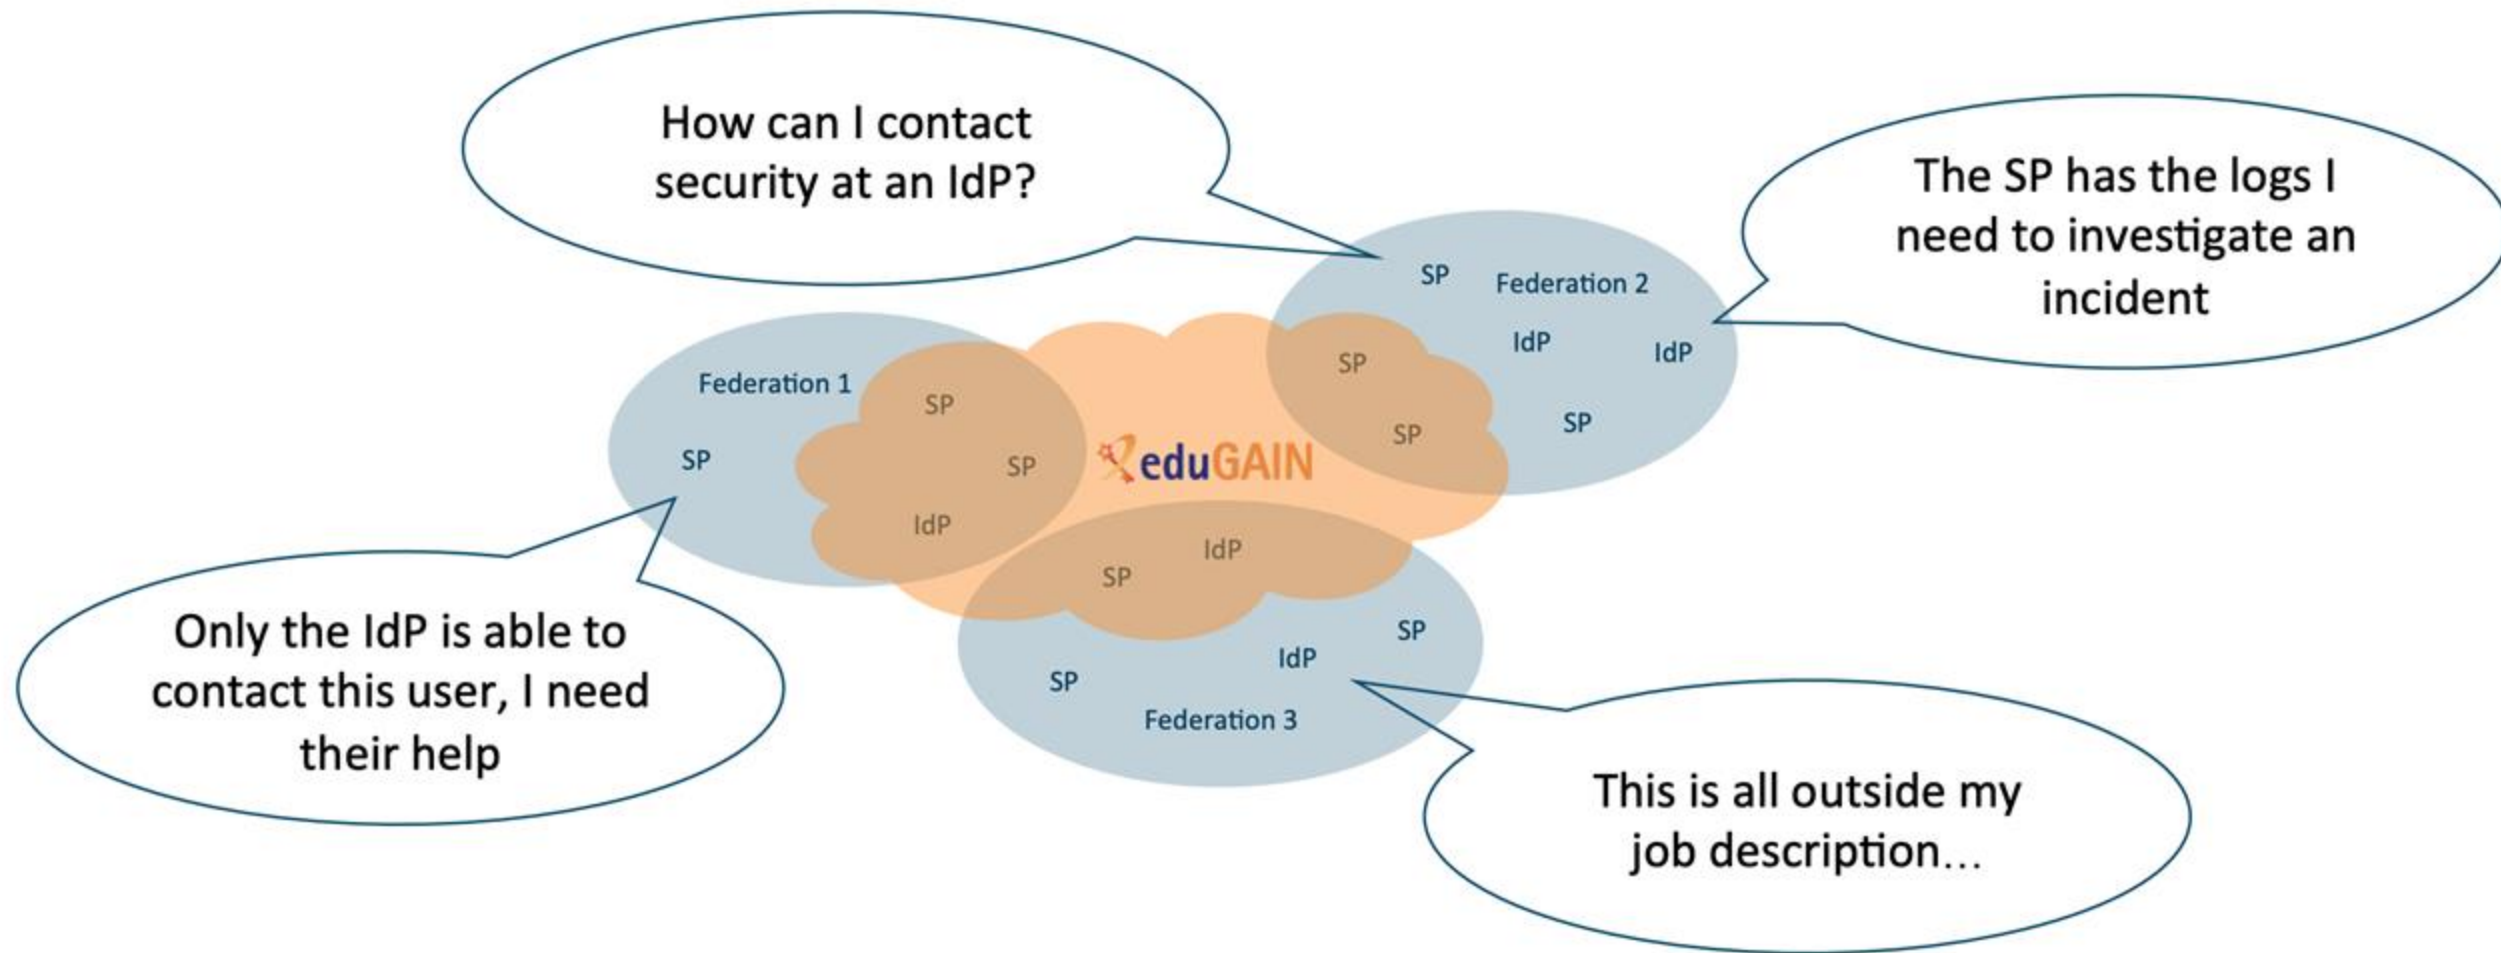 How can I contact
security at an IdP?
The SP has the logs I
need to investigate an
incident
SP
Federation 2
IdP
IdP
SP
SP
SP
Federation 1
SP
SP
SP
IdP
eduGAIN
IdP
SP
SP
IdP
SP
Federation 3
Only the IdP is able to
contact this user, I need
their help
This is all outside my
job description...